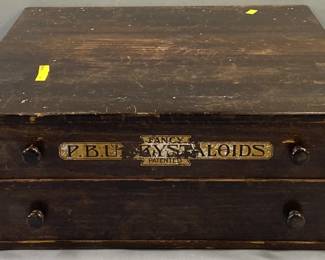 FANCY
P.B.U. CRYSTALOIDS.
PATENTED